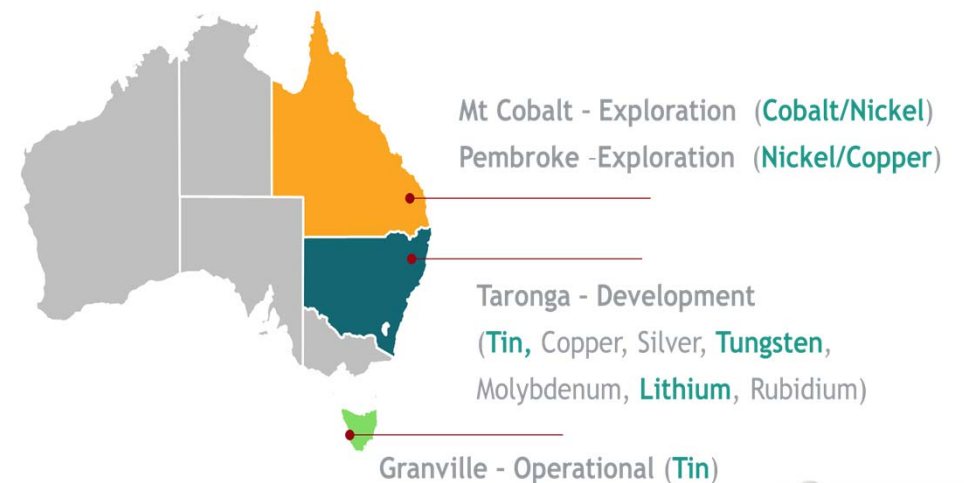 Mt Cobalt - Exploration (Cobalt/Nickel)
Pembroke -Exploration (Nickel/Copper)
Taronga - Development
(Tin, Copper, Silver, Tungsten,
Molybdenum, Lithium, Rubidium)
Granville - Operational (Tin)